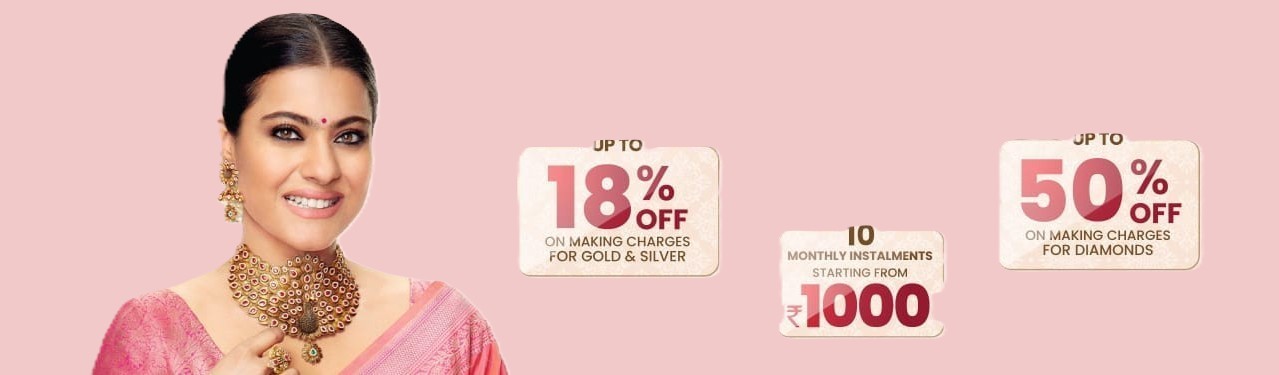 UP TO
18%
OFF
ON MAKING CHARGES
FOR GOLD & SILVER
10
MONTHLY INSTALMENTS
STARTING FROM
₹1000
UP TO
50%
OFF
ON MAKING CHARGES
FOR DIAMONDS